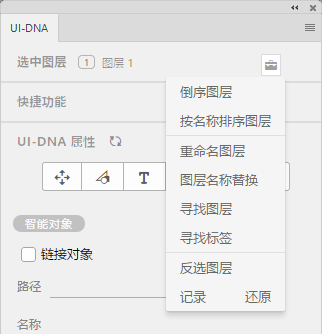 UI-DNA
选中图层 1 图层 1
倒序图层
快捷功能
按名称排序图层
UI-DNA 属性
重命名图层
图层名称替换
T
寻找图层
智能对象
寻找标签
链接对象
反选图层
路径
记录 还原
名称